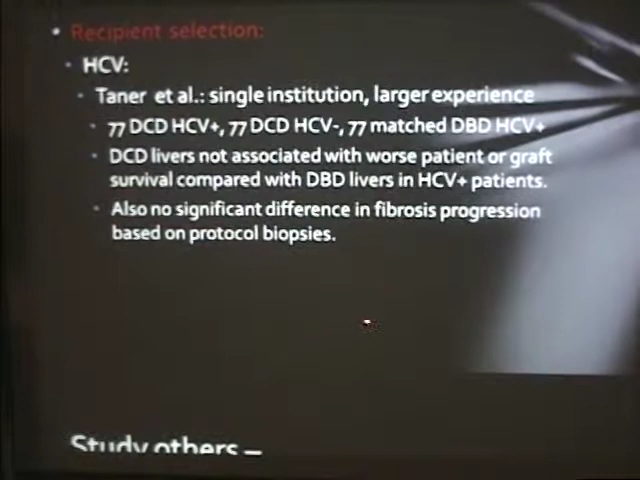 Recipient selection:
HCV:
Taner et al.: single institution, larger experience
77 DCD HCV+, 77 DCD HCV-, 77 matched DBD HCV+
DCD livers not associated with worse patient or graft
survival compared with DBD livers in HCV+ patients.
Also no significant difference in fibrosis progression
based on protocol biopsies.
Study others –